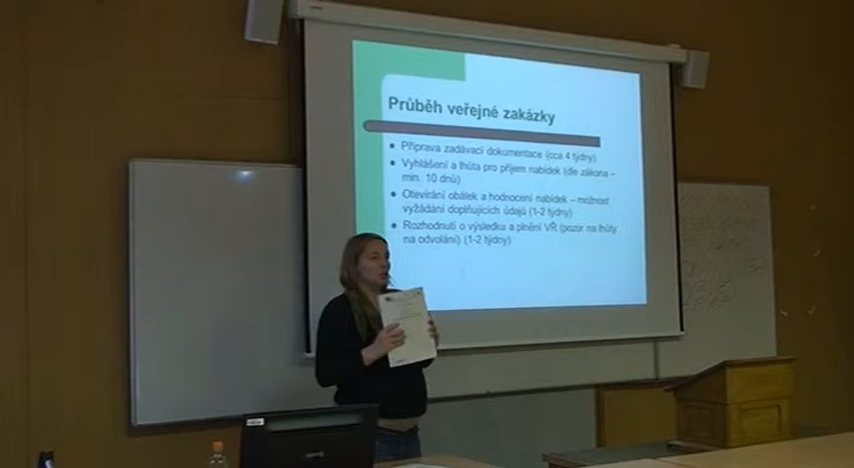 Průběh veřejné zakázky
Příprava zadávací dokumentace (cca 4 týdny)
Vyhlášení a lhůta pro příjem nabídek (dle zákona –
min. 10 dnů)
Otevírání obálek a hodnocení nabídek – možnost
vyžádání doplňujících údajů (1-2 týdny)
Rozhodnutí o výsledku a plnění VŘ (pozor na lhůty
na odvolání) (1-2 týdny)